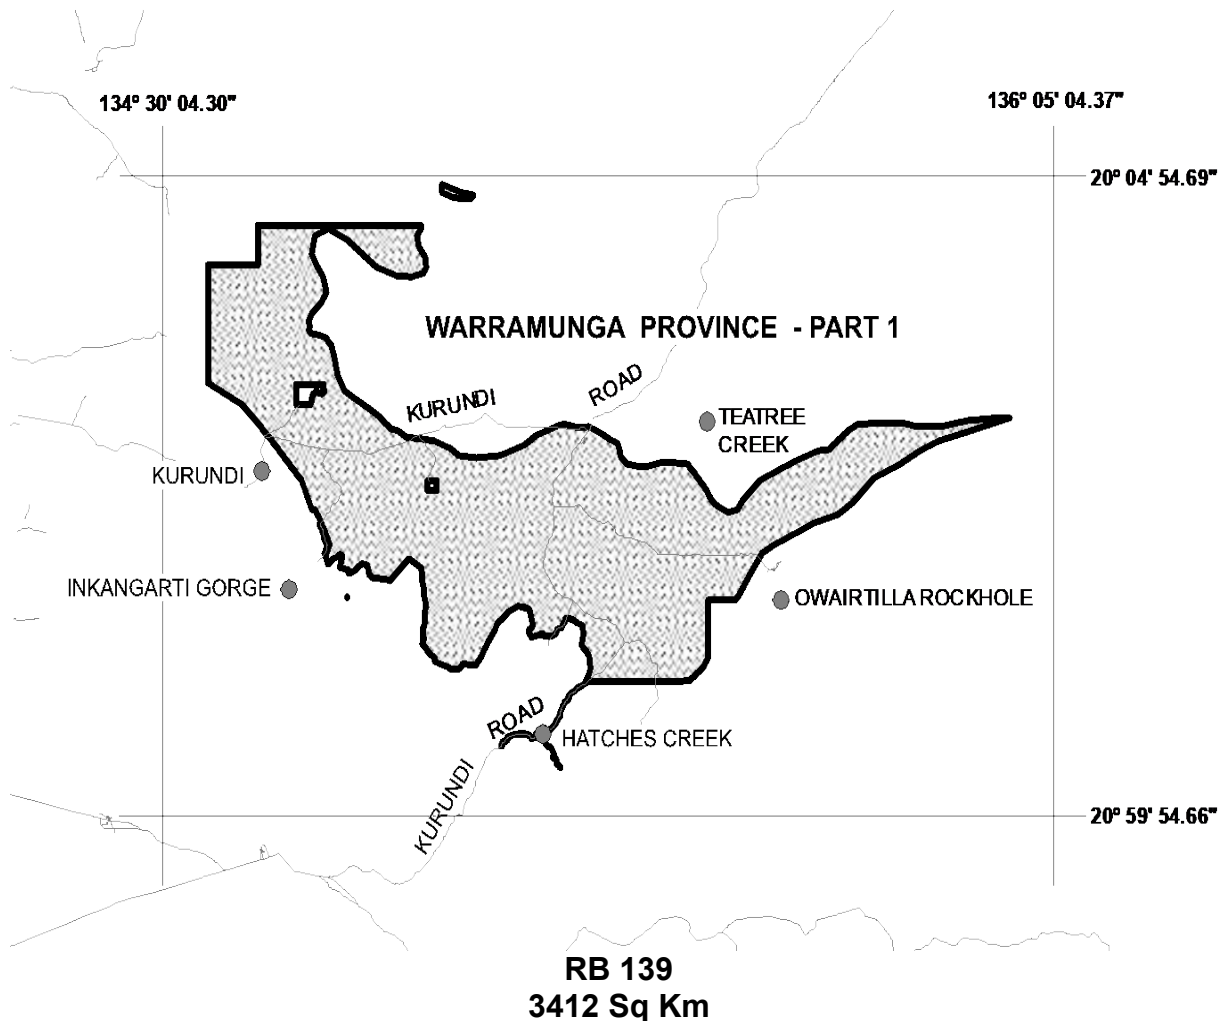 134° 30' 04.30"
136° 05' 04.37"
20° 04' 54.69"
WARRAMUNGA PROVINCE - PART 1
KURUNDI
ROAD
TEATREE
CREEK
KURUNDI
INKANGARTI GORGE
OWAIRTILLA ROCKHOLE
ROAD
HATCHES CREEK
KURUNDI
20° 59' 54.66"
RB 139
3412 Sq Km